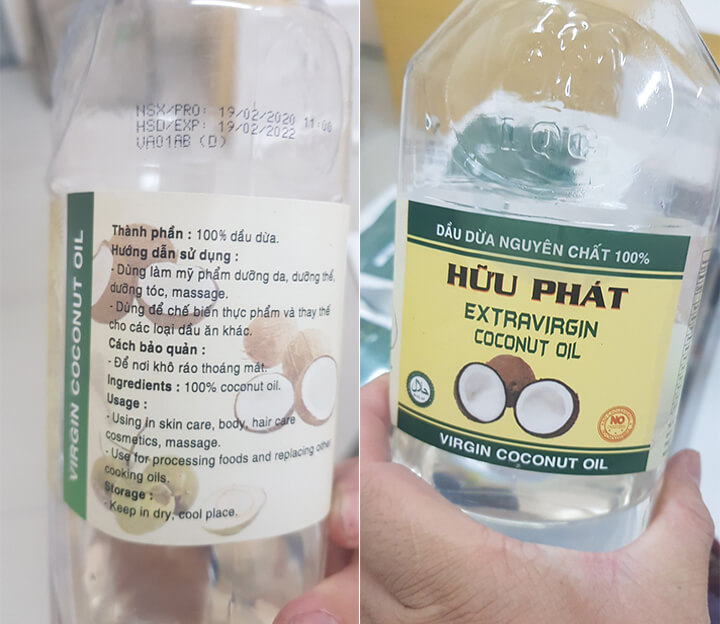 NSX/PRO: 19/02/2020 11:06
HSD/EXP: 19/02/2022
VA01AB (D)
VIRGIN COCONUT OIL
Thành phần : 100% dầu dừa.
Hướng dẫn sử dụng :
- Dùng làm mỹ phẩm dưỡng da, dưỡng thể,
dưỡng tóc, massage.
- Dùng để chế biến thực phẩm và thay thế
cho các loại dầu ăn khác.
Cách bảo quản :
- Để nơi khô ráo thoáng mát.
Ingredients : 100% coconut oil.
Usage :
- Using in skin care, body, hair care
cosmetics, massage.
- Use for processing foods and replacing other
cooking oils.
Storage :
- Keep in dry, cool place.
DẦU DỪA NGUYÊN CHẤT 100%
HỮU PHÁT
EXTRAVIRGIN
COCONUT OIL
حلال
NO
VIRGIN COCONUT OIL